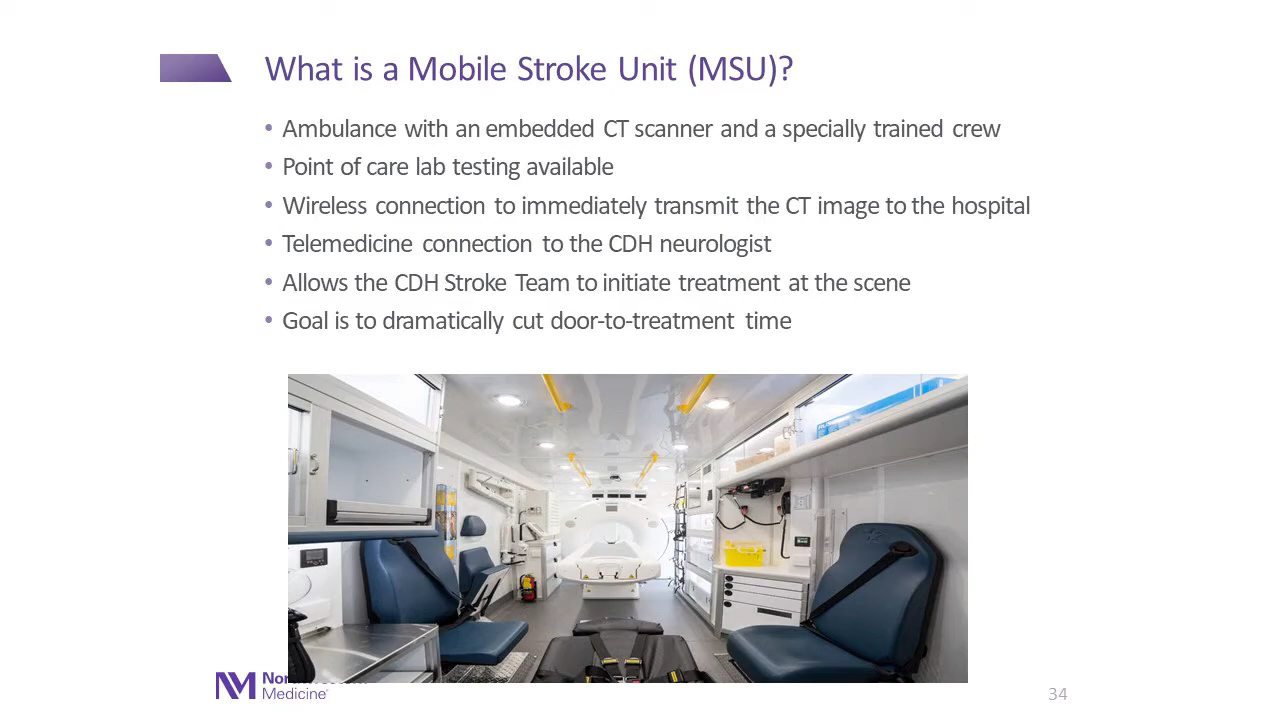 What is a Mobile Stroke Unit (MSU)?
• Ambulance with an embedded CT scanner and a specially trained crew
• Point of care lab testing available
• Wireless connection to immediately transmit the CT image to the hospital
• Telemedicine connection to the CDH neurologist
• Allows the CDH Stroke Team to initiate treatment at the scene
• Goal is to dramatically cut door-to-treatment time
NM
Medicine
34